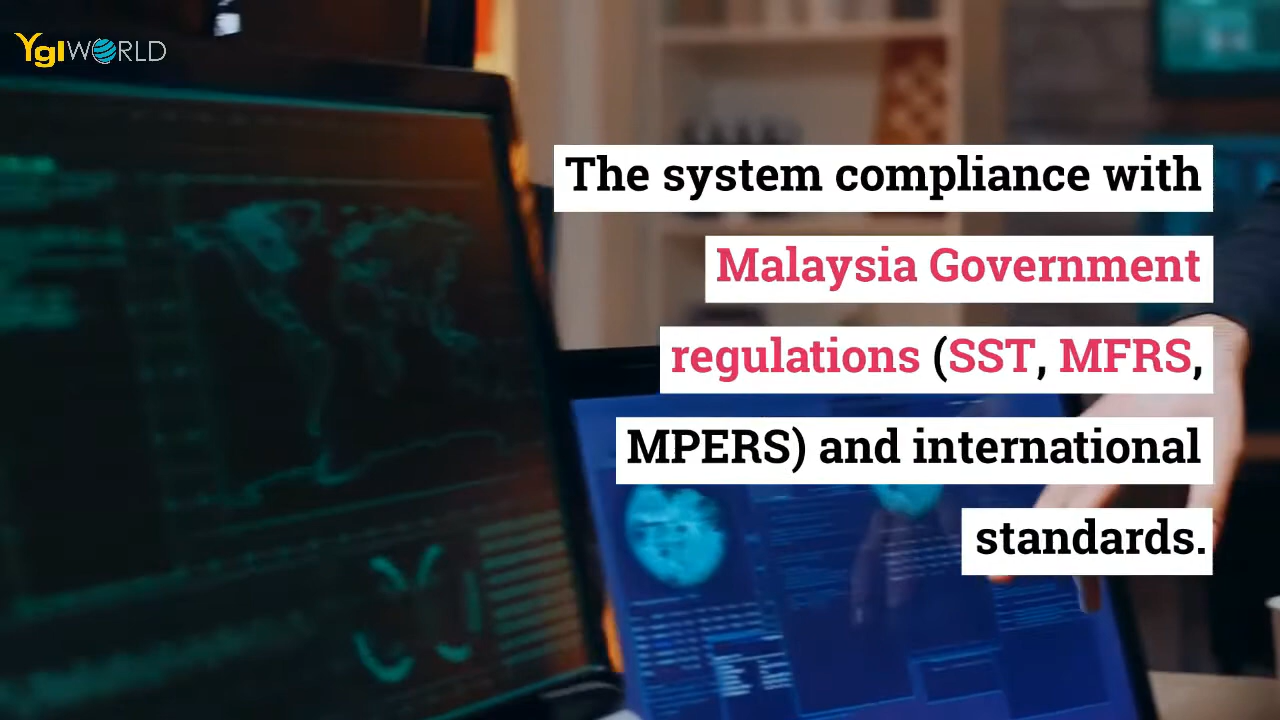 YgIWORLD
The system compliance with
Malaysia Government
regulations (SST, MFRS,
MPERS) and international
standards.